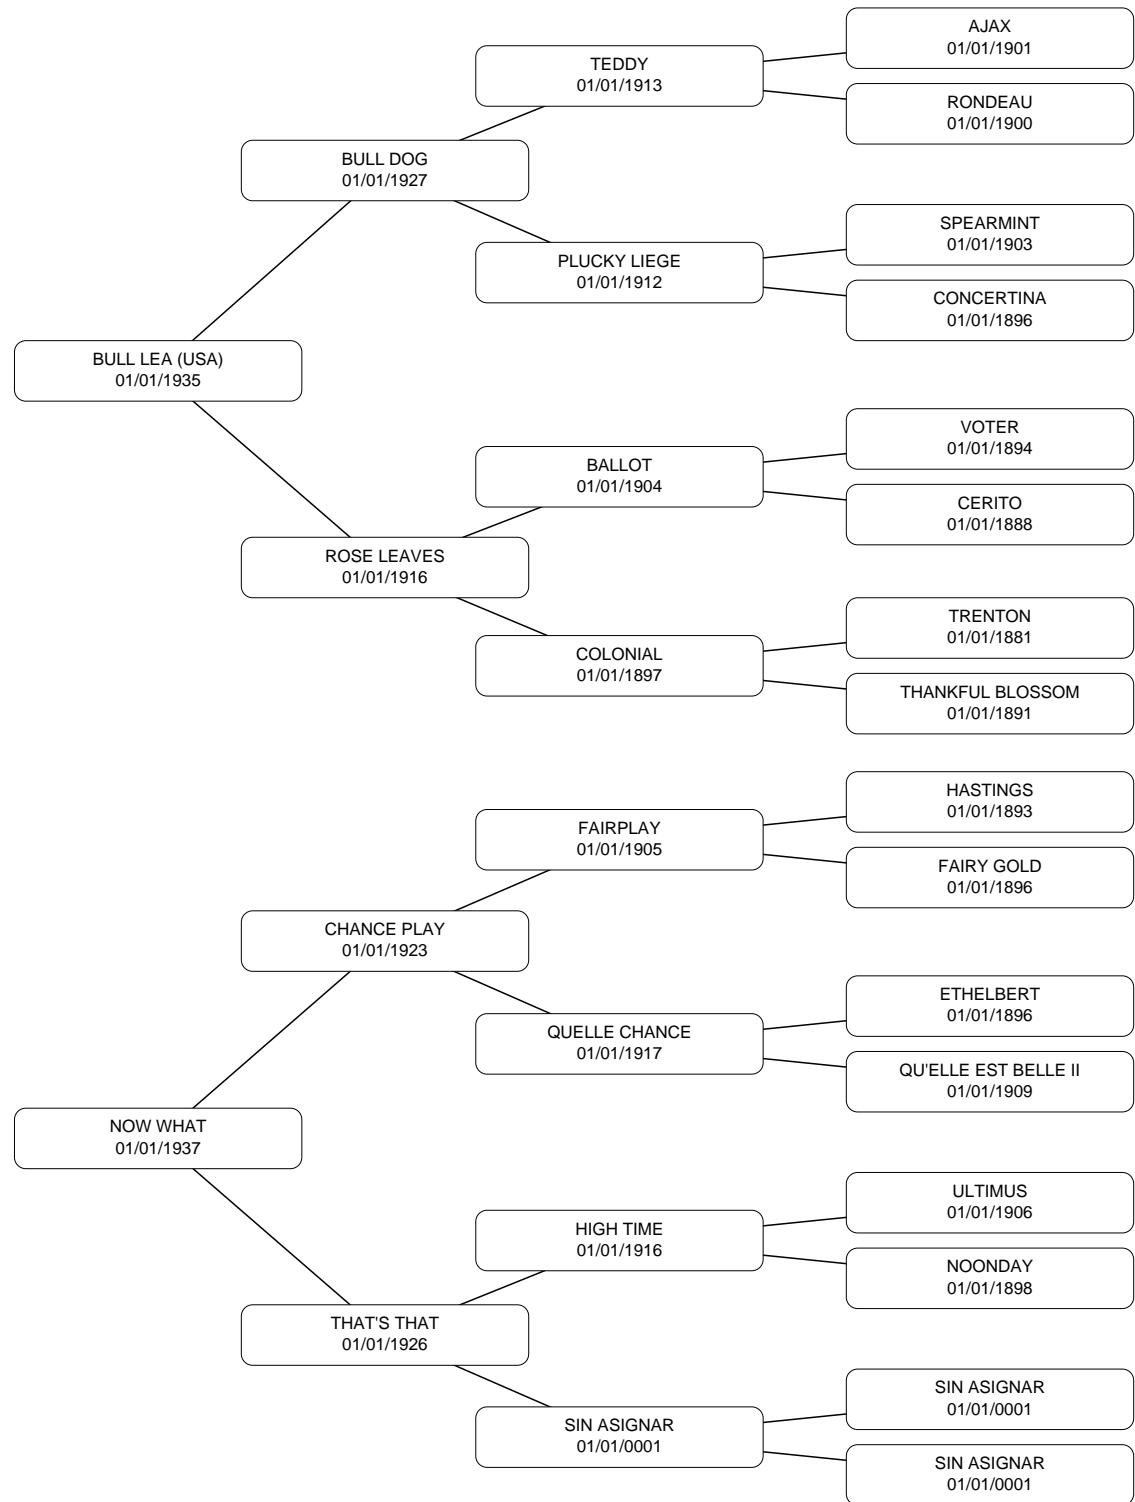 AJAX
01/01/1901
TEDDY
01/01/1913
RONDEAU
01/01/1900
BULL DOG
01/01/1927
SPEARMINT
01/01/1903
PLUCKY LIEGE
01/01/1912
CONCERTINA
01/01/1896
BULL LEA (USA)
01/01/1935
VOTER
01/01/1894
BALLOT
01/01/1904
CERITO
01/01/1888
ROSE LEAVES
01/01/1916
TRENTON
01/01/1881
COLONIAL
01/01/1897
THANKFUL BLOSSOM
01/01/1891
HASTINGS
01/01/1893
FAIRPLAY
01/01/1905
FAIRY GOLD
01/01/1896
CHANCE PLAY
01/01/1923
ETHELBERT
01/01/1896
QUELLE CHANCE
01/01/1917
QU'ELLE EST BELLE II
01/01/1909
NOW WHAT
01/01/1937
ULTIMUS
01/01/1906
HIGH TIME
01/01/1916
NOONDAY
01/01/1898
THAT'S THAT
01/01/1926
SIN ASIGNAR
01/01/0001
SIN ASIGNAR
01/01/0001
SIN ASIGNAR
01/01/0001